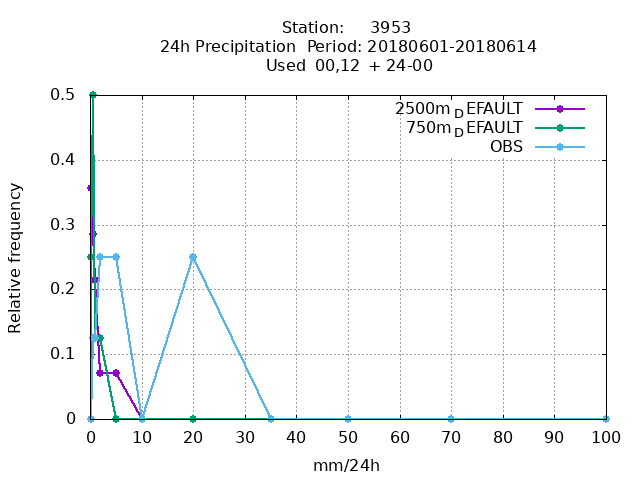 Station:     3953
24h Precipitation  Period: 20180601-20180614
Used  00,12  + 24-00
2500m_DEFAULT
750m_DEFAULT
OBS
0.5
0.4
0.3
0.2
0.1
0
Relative frequency
0 10 20 30 40 50 60 70 80 90 100
mm/24h